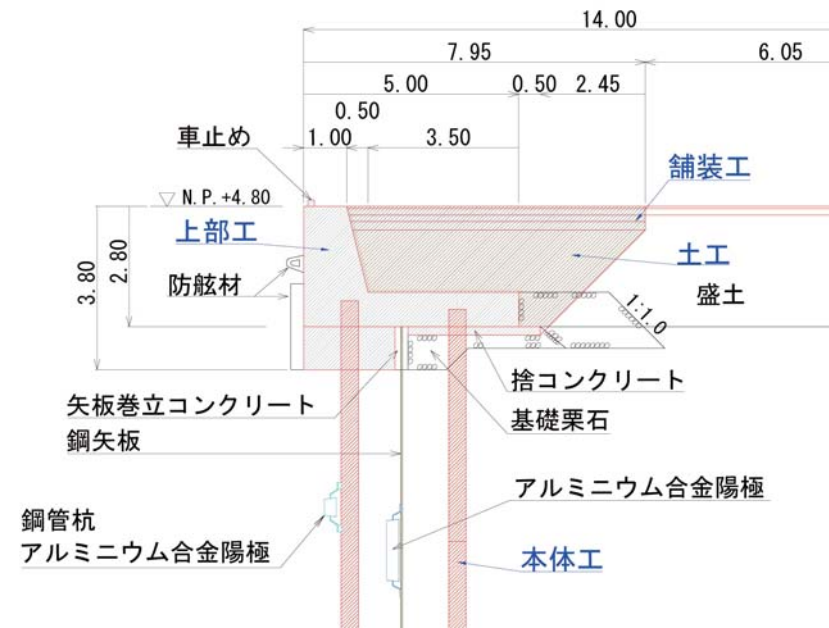 14.00
7.95
6.05
5.00
0.50
2.45
0.50
1.00
3.50
車止め
舗装工
N.P.+4.80
上部工
土工
3.80
2.80
防舷材
盛土
1:1.0
捨コンクリート
矢板巻立コンクリート
基礎栗石
鋼矢板
アルミニウム合金陽極
鋼管杭
アルミニウム合金陽極
本体工